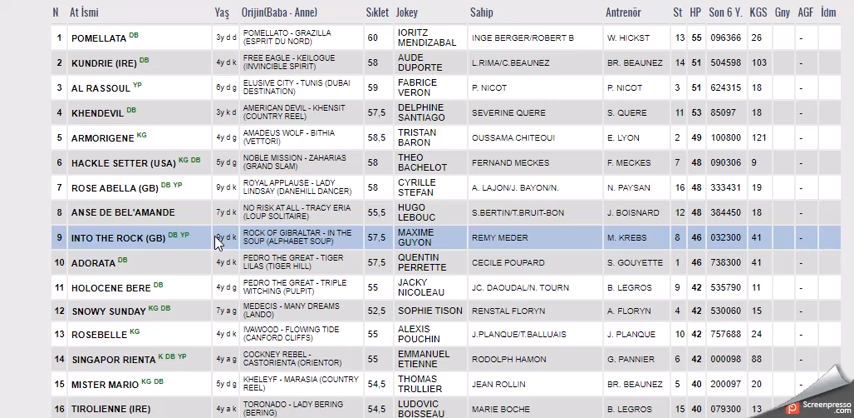 N At İsmi Yaş Orijin(Baba - Anne) Sıklet Jokey Sahip Antrenör St HP Son 6 Y. KGS Gny AGF İdm
1 POMELLATA DB 3y d d POMELLATO - GRAZILLA (ESPRIT DU NORD) 60 IORITZ MENDIZABAL INGE BERGER/ROBERT B W. HICKST 13 55 096366 26 -
2 KUNDRIE (IRE) DB 4y d k FREE EAGLE - KEILOGUE (INVINCIBLE SPIRIT) 58 AUDE DUPORTE L.RIMA/C.BEAUNEZ BR. BEAUNEZ 14 51 504598 103 -
3 AL RASSOUL YP 6y d g ELUSIVE CITY - TUNIS (DUBAI DESTINATION) 59 FABRICE VERON P. NICOT P. NICOT 3 51 624315 18 -
4 KHENDEVIL DB 3y k d AMERICAN DEVIL - KHENSIT (COUNTRY REEL) 57,5 DELPHINE SANTIAGO SEVERINE QUERE S. QUERE 11 53 85097 18 -
5 ARMORIGENE KG 4y d g AMADEUS WOLF - BITHIA (VETTORI) 58,5 TRISTAN BARON OUSSAMA CHITEOUI E. LYON 2 49 100800 121 -
6 HACKLE SETTER (USA) KG DB 5y d g NOBLE MISSION - ZAHARIAS (GRAND SLAM) 58 THEO BACHELOT FERNAND MECKES F. MECKES 7 48 090306 9 -
7 ROSE ABELLA (GB) DB YP 9y d k ROYAL APPLAUSE - LADY LINDSAY (DANEHILL DANCER) 58 CYRILLE STEFAN A. LAJON/J. BAYON/N. N. PAYSAN 16 48 333431 19 -
8 ANSE DE BEL'AMANDE 7y d k NO RISK AT ALL - TRACY ERIA (LOUP SOLITAIRE) 55,5 HUGO LEBOUC S.BERTIN/T.BRUIT-BON J. BOISNARD 12 48 384450 18 -
9 INTO THE ROCK (GB) DB YP y d k ROCK OF GIBRALTAR - IN THE SOUP (ALPHABET SOUP) 57,5 MAXIME GUYON REMY MEDER M. KREBS 8 46 032300 41 -
10 ADORATA DB 4y d k PEDRO THE GREAT - TIGER LILAS (TIGER HILL) 57,5 QUENTIN PERRETTE CECILE POUPARD S. GOUYETTE 1 46 738300 41 -
11 HOLOCENE BERE DB 4y d g PEDRO THE GREAT - TRIPLE WITCHING (PULPIT) 55 JACKY NICOLEAU JC. DAOUDAL/N. TOURN B. LEGROS 9 42 535790 11 -
12 SNOWY SUNDAY KG DB 7y a g MEDECIS - MANY DREAMS (LANDO) 52,5 SOPHIE TISON RENSTAL FLORYN A. FLORYN 4 42 530060 15 -
13 ROSEBELLE KG 4y d k IVAWOOD - FLOWING TIDE (CANFORD CLIFFS) 55 ALEXIS POUCHIN J.PLANQUE/T.BALLUAIS J. PLANQUE 10 42 757688 24 -
14 SINGAPOR RIENTA K DB YP 4y a g COCKNEY REBEL - CASTORIENTA (ORIENTOR) 55 EMMANUEL ETIENNE RODOLPH HAMON G. PANNIER 6 42 000098 88 -
15 MISTER MARIO KG DB 5y d g KHELEYF - MARASIA (COUNTRY REEL) 54,5 THOMAS TRULLIER JEAN ROLLIN BR. BEAUNEZ 5 40 200097 20 -
16 TIROLIENNE (IRE) 4y a k TORONADO - LADY BERING (BERING) 54,5 LUDOVIC BOISSEAU MARIE BOCHE B. LEGROS 15 40 079300 13 -
Screenpresso
.com